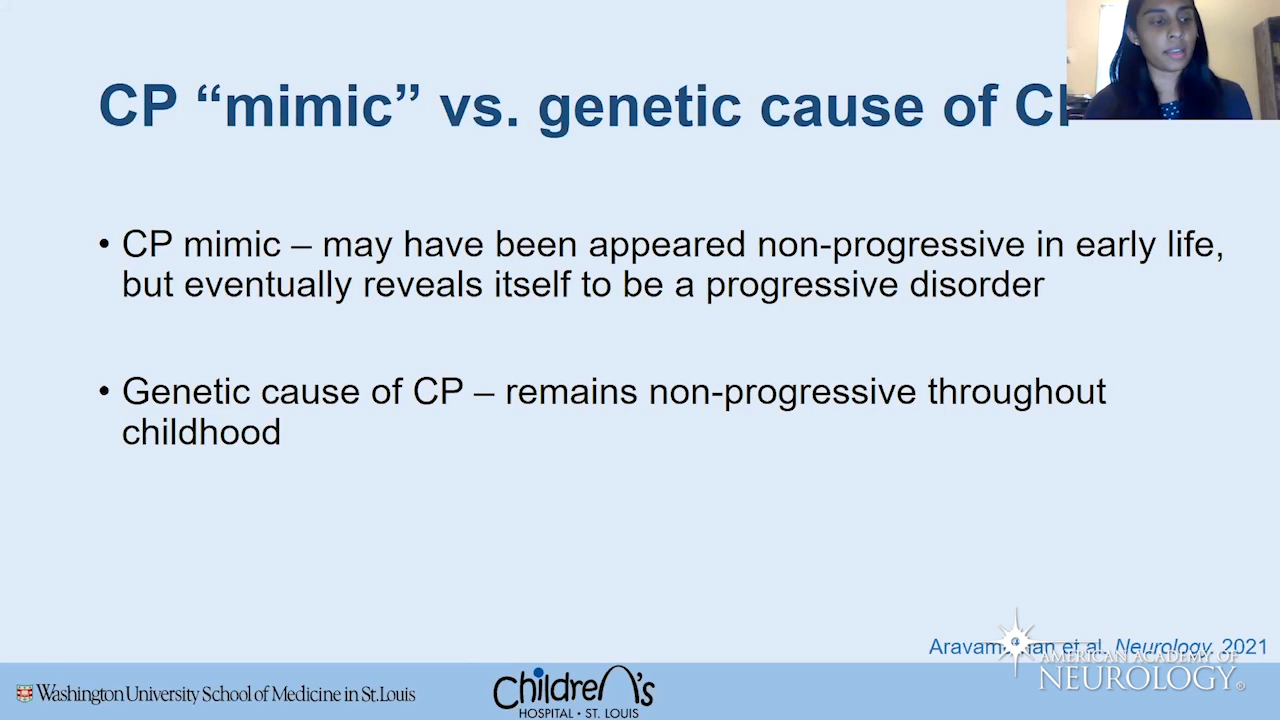 CP “mimic” vs. genetic cause of
• CP mimic – may have been appeared non-progressive in early life,
but eventually reveals itself to be a progressive disorder
• Genetic cause of CP – remains non-progressive throughout
childhood
et al. Neurology. 2021
AMERICAN ACADEMY OF
NEUROLOGY®
Washington University School of Medicine in St. Louis
Children's
HOSPITAL • ST. LOUIS